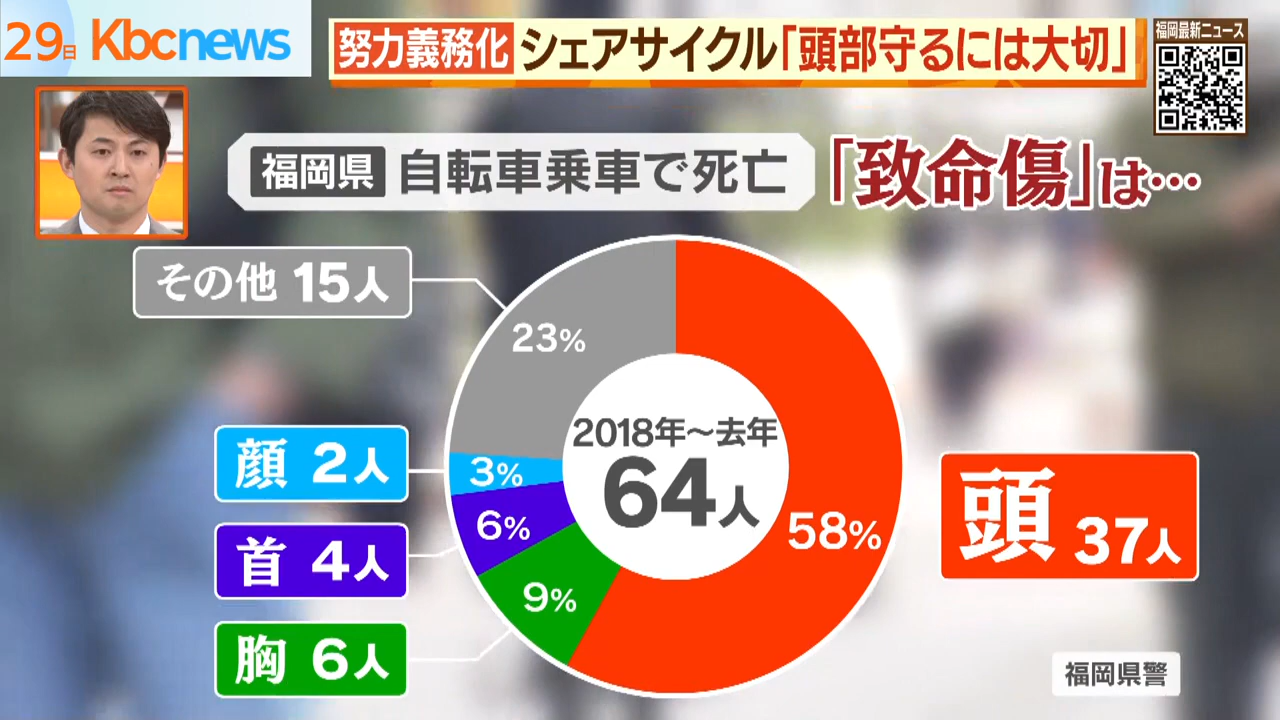 29日 Kbcnews
努力義務化 シェアサイクル「頭部守るには大切」
福岡最新ニュース
福岡県 自転車乗車で死亡 「致命傷」は…
その他 15人
23%
顔 2人
3%
首 4人
6%
胸 6人
9%
2018年～去年
64人
58%
頭 37人
福岡県警